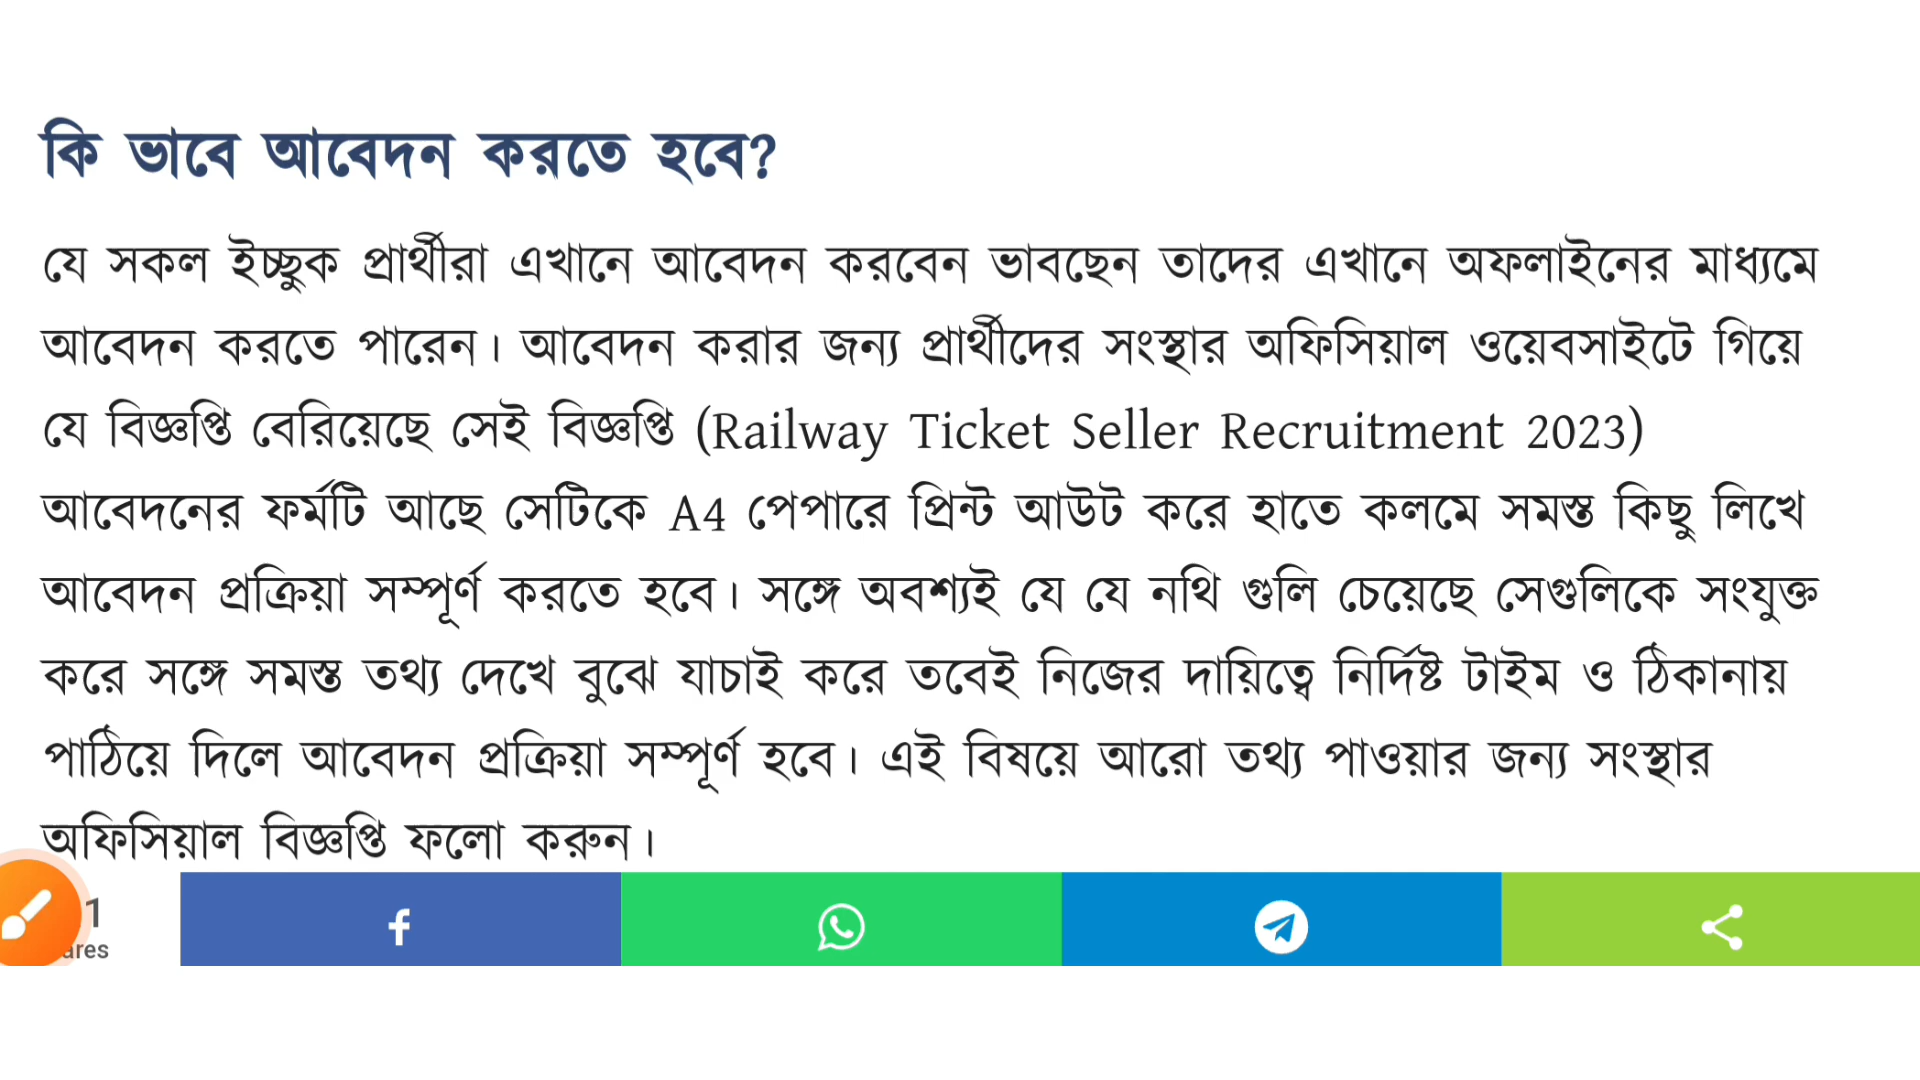 কি ভাবে আবেদন করতে হবে?
যে সকল ইচ্ছুক প্রার্থীরা এখানে আবেদন করবেন ভাবছেন তাদের এখানে অফলাইনের মাধ্যমে
আবেদন করতে পারেন। আবেদন করার জন্য প্রার্থীদের সংস্থার অফিসিয়াল ওয়েবসাইটে গিয়ে
যে বিজ্ঞপ্তি বেরিয়েছে সেই বিজ্ঞপ্তি (Railway Ticket Seller Recruitment 2023)
আবেদনের ফর্মটি আছে সেটিকে A4 পেপারে প্রিন্ট আউট করে হাতে কলমে সমস্ত কিছু লিখে
আবেদন প্রক্রিয়া সম্পূর্ণ করতে হবে। সঙ্গে অবশ্যই যে যে নথি গুলি চেয়েছে সেগুলিকে সংযুক্ত
করে সঙ্গে সমস্ত তথ্য দেখে বুঝে যাচাই করে তবেই নিজের দায়িত্বে নির্দিষ্ট টাইম ও ঠিকানায়
পাঠিয়ে দিলে আবেদন প্রক্রিয়া সম্পূর্ণ হবে। এই বিষয়ে আরো তথ্য পাওয়ার জন্য সংস্থার
অফিসিয়াল বিজ্ঞপ্তি ফলো করুন।